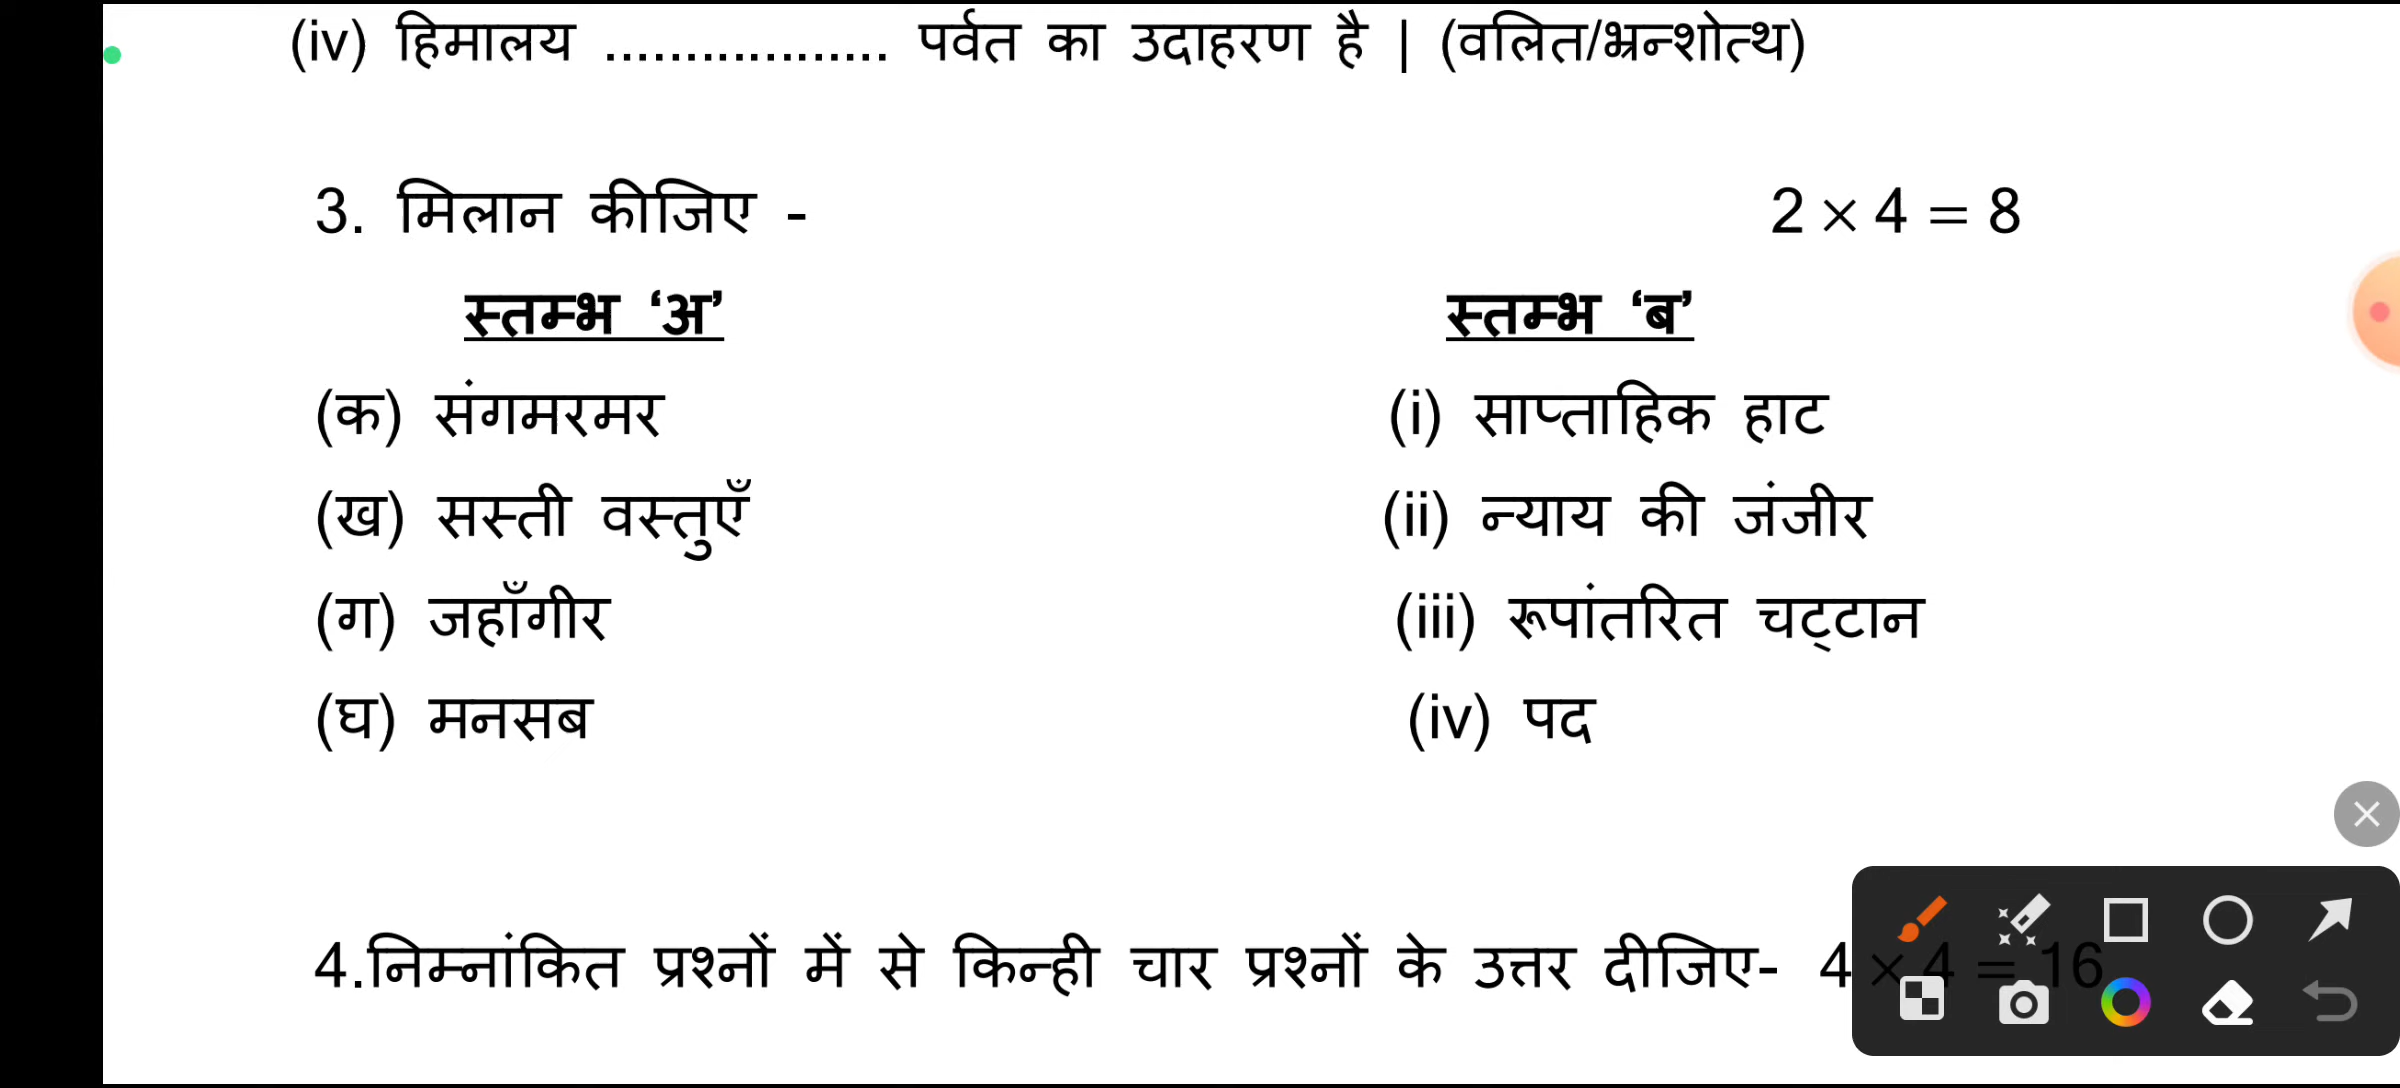 (iv) हिमालय .................. पर्वत का उदाहरण है | (वलित/भ्रन्शोत्थ)
3. मिलान कीजिए - 2 × 4 = 8
स्तम्भ ‘अ’ स्तम्भ ‘ब’
(क) संगमरमर (i) साप्ताहिक हाट
(ख) सस्ती वस्तुएँ (ii) न्याय की जंजीर
(ग) जहाँगीर (iii) रूपांतरित चट्टान
(घ) मनसब (iv) पद
4.निम्नांकित प्रश्नों में से किन्ही चार प्रश्नों के उत्तर दीजिए- 4 × 4 = 16